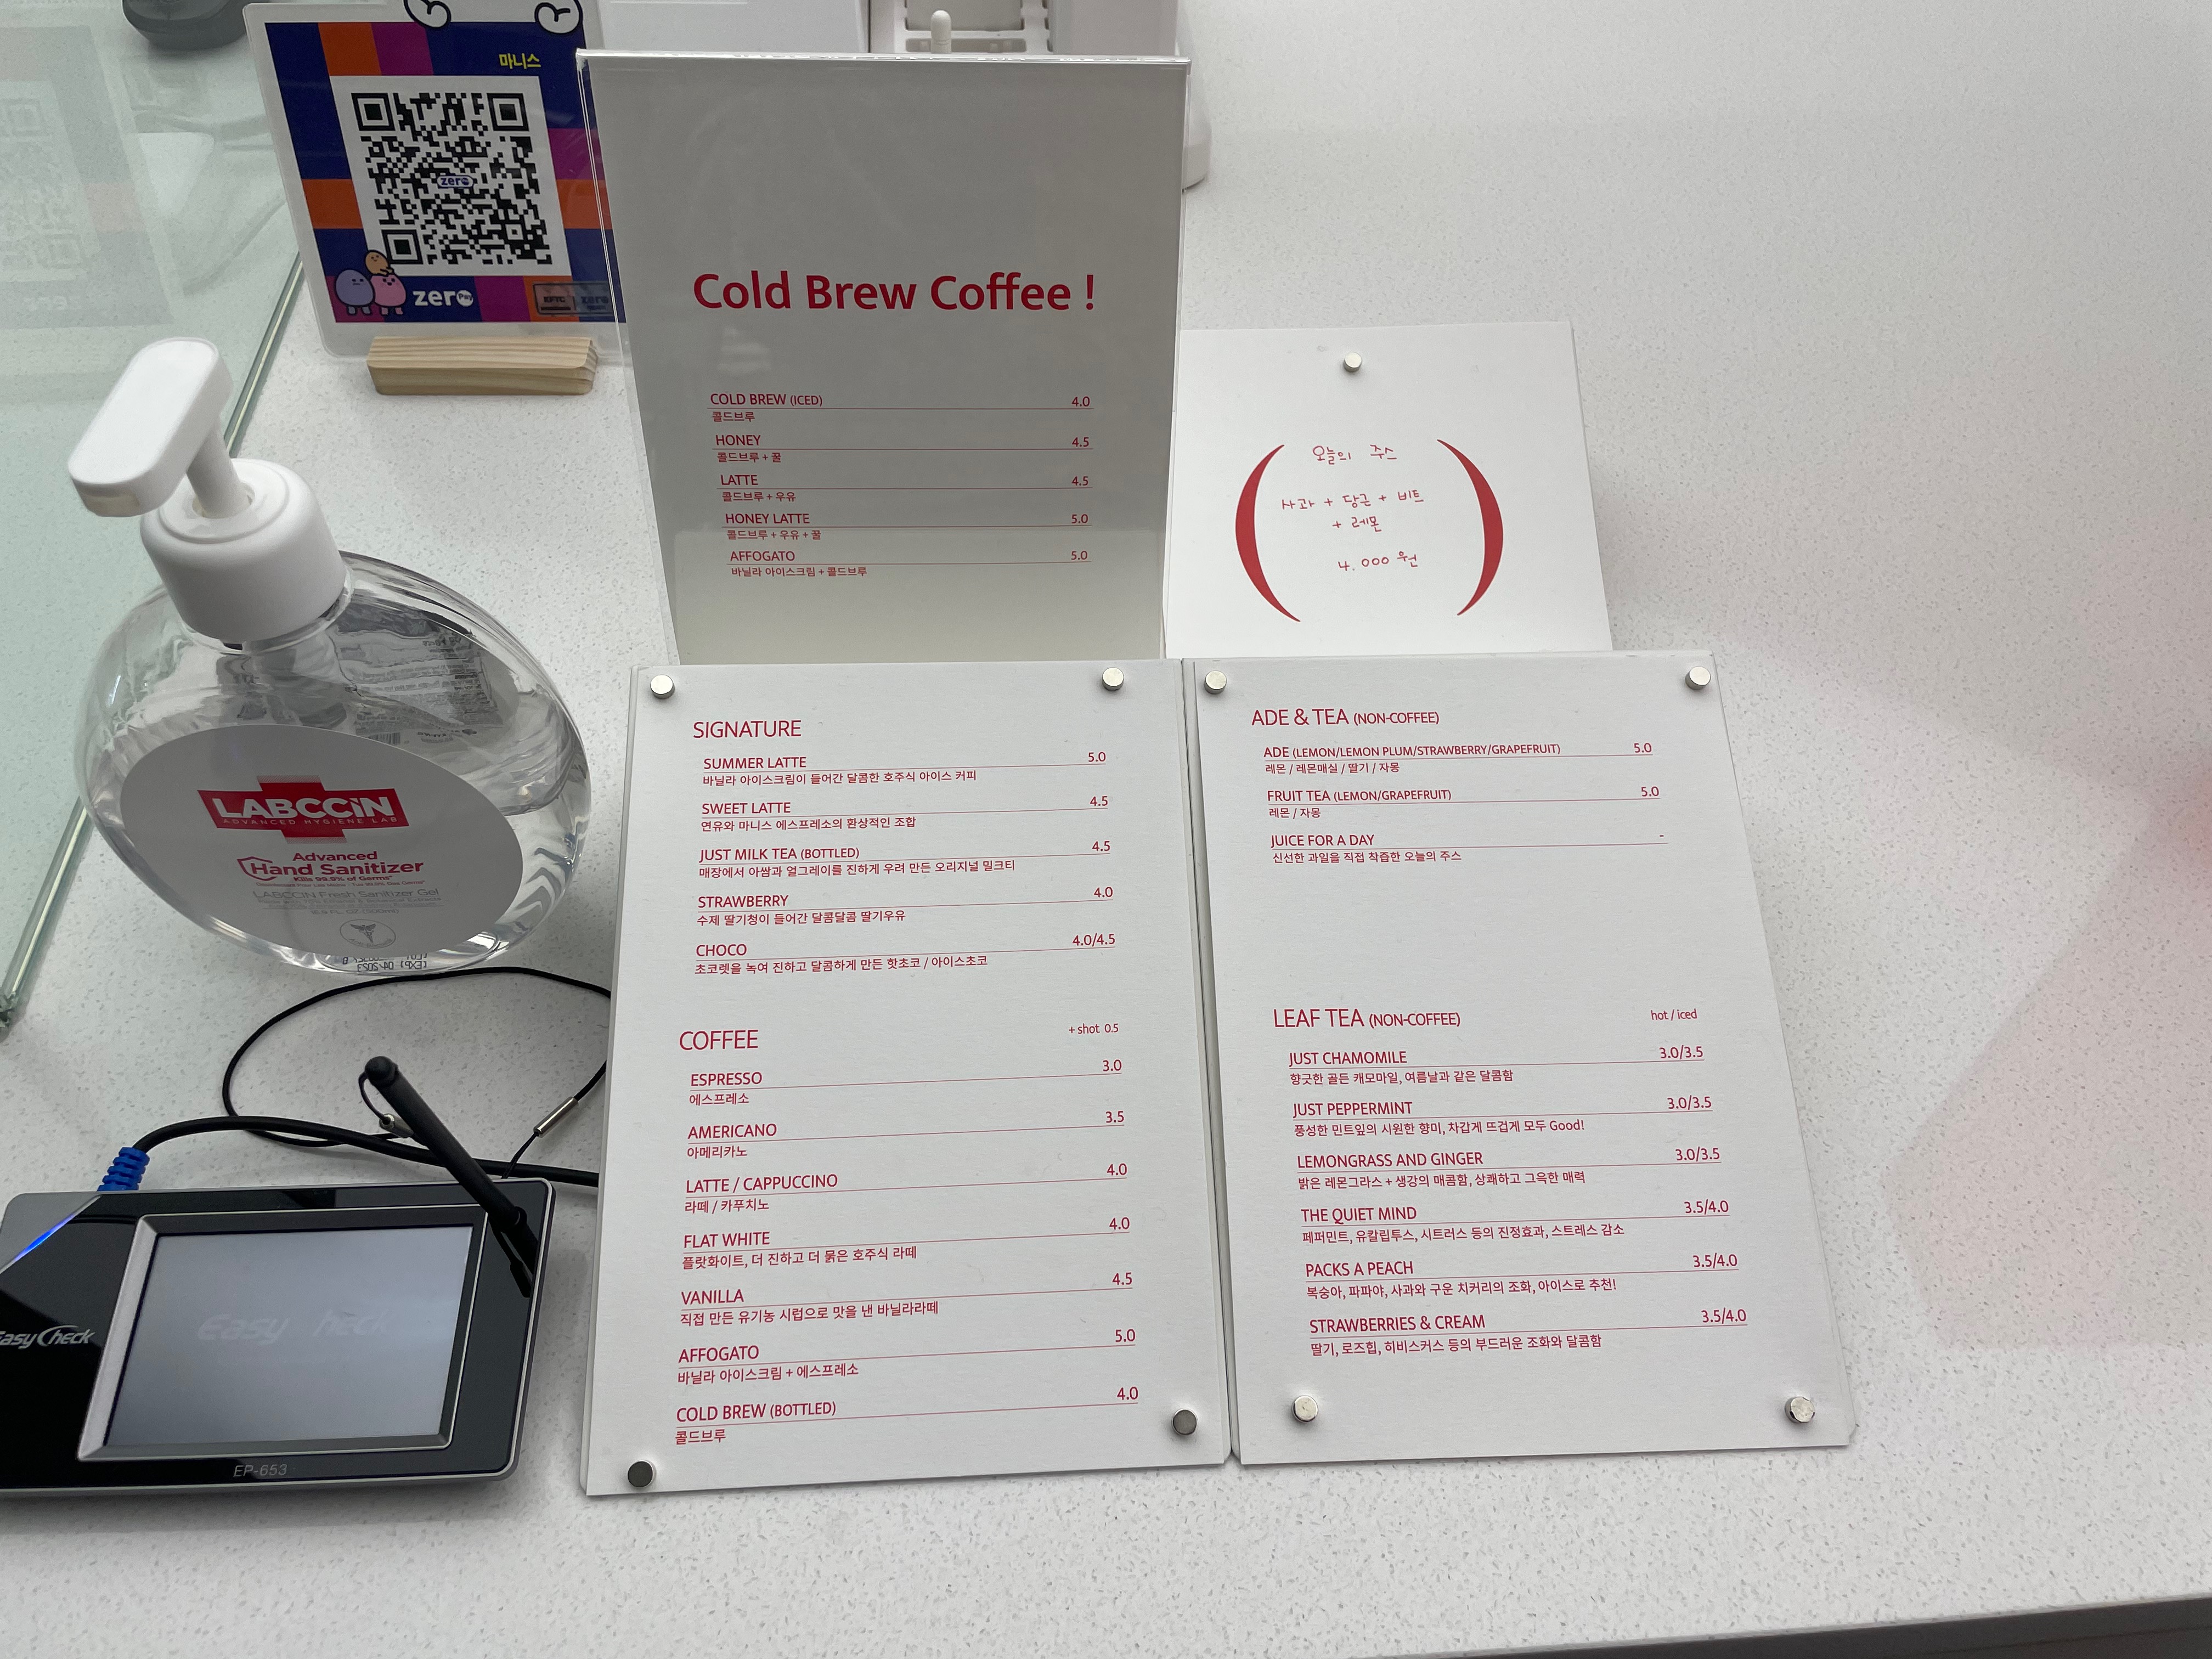 마니스
zero
zero Pay
Cold Brew Coffee !
COLD BREW (ICED) 4.0
콜드브루
HONEY 4.5
콜드브루 + 꿀
LATTE 4.5
콜드브루 + 우유
HONEY LATTE 5.0
콜드브루 + 우유 + 꿀
AFFOGATO 5.0
바닐라 아이스크림 + 콜드브루
오늘의 주스
사과 + 당근 + 비트
+ 레몬
4.000 원
SIGNATURE
SUMMER LATTE 5.0
바닐라 아이스크림이 들어간 달콤한 호주식 아이스 커피
SWEET LATTE 4.5
연유와 마니스 에스프레소의 환상적인 조합
JUST MILK TEA (BOTTLED) 4.5
매장에서 아쌈과 얼그레이를 진하게 우려 만든 오리지널 밀크티
STRAWBERRY 4.0
수제 딸기청이 들어간 달콤달콤 딸기우유
CHOCO 4.0/4.5
초코렛을 녹여 진하고 달콤하게 만든 핫초코 / 아이스초코
COFFEE + shot 0.5
ESPRESSO 3.0
에스프레소
AMERICANO 3.5
아메리카노
LATTE / CAPPUCCINO 4.0
라떼 / 카푸치노
FLAT WHITE 4.0
플랏화이트, 더 진하고 더 묽은 호주식 라떼
VANILLA 4.5
직접 만든 유기농 시럽으로 맛을 낸 바닐라라떼
AFFOGATO 5.0
바닐라 아이스크림 + 에스프레소
COLD BREW (BOTTLED) 4.0
콜드브루
ADE & TEA (NON-COFFEE)
ADE (LEMON/LEMON PLUM/STRAWBERRY/GRAPEFRUIT) 5.0
레몬 / 레몬매실 / 딸기 / 자몽
FRUIT TEA (LEMON/GRAPEFRUIT) 5.0
레몬 / 자몽
JUICE FOR A DAY -
신선한 과일을 직접 착즙한 오늘의 주스
LEAF TEA (NON-COFFEE) hot / iced
JUST CHAMOMILE 3.0/3.5
향긋한 골든 캐모마일, 여름날과 같은 달콤함
JUST PEPPERMINT 3.0/3.5
풍성한 민트잎의 시원한 향미, 차갑게 뜨겁게 모두 Good!
LEMONGRASS AND GINGER 3.0/3.5
밝은 레몬그라스 + 생강의 매콤함, 상쾌하고 그윽한 매력
THE QUIET MIND 3.5/4.0
페퍼민트, 유칼립투스, 시트러스 등의 진정효과, 스트레스 감소
PACKS A PEACH 3.5/4.0
복숭아, 파파야, 사과와 구운 치커리의 조화, 아이스로 추천!
STRAWBERRIES & CREAM 3.5/4.0
딸기, 로즈힙, 히비스커스 등의 부드러운 조화와 달콤함
LABCCIN
ADVANCED HYGIENE LAB
Advanced
Hand Sanitizer
Kills 99.9% of Germs*
LABCCIN Fresh Sanitizer Gel
EasyCheck
EasyCheck
EP-653